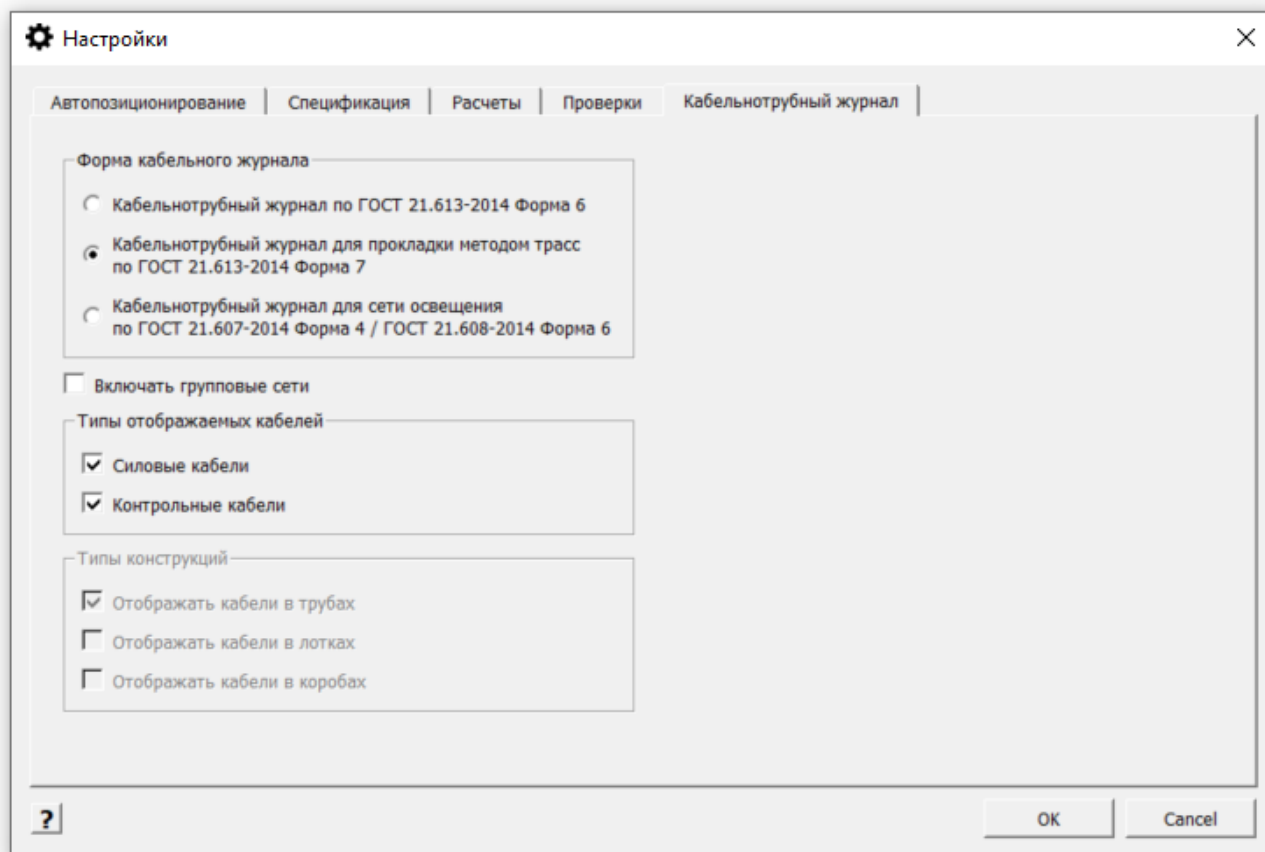 Настройки
Автопозиционирование Спецификация Расчеты Проверки Кабельнотрубный журнал
Форма кабельного журнала
Кабельнотрубный журнал по ГОСТ 21.613-2014 Форма 6
Кабельнотрубный журнал для прокладки методом трасс
по ГОСТ 21.613-2014 Форма 7
Кабельнотрубный журнал для сети освещения
по ГОСТ 21.607-2014 Форма 4 / ГОСТ 21.608-2014 Форма 6
Включать групповые сети
Типы отображаемых кабелей
Силовые кабели
Контрольные кабели
Типы конструкций
Отображать кабели в трубах
Отображать кабели в лотках
Отображать кабели в коробах
? OK Cancel